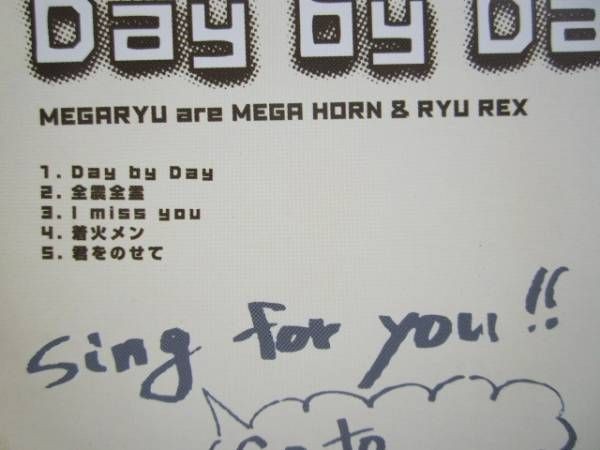 Day by Da
MEGARYU are MEGA HORN & RYU REX
1. Day by Day
2. 全震全霊
3. I miss you
4. 着火メン
5. 君をのせて
sing for you!!
to